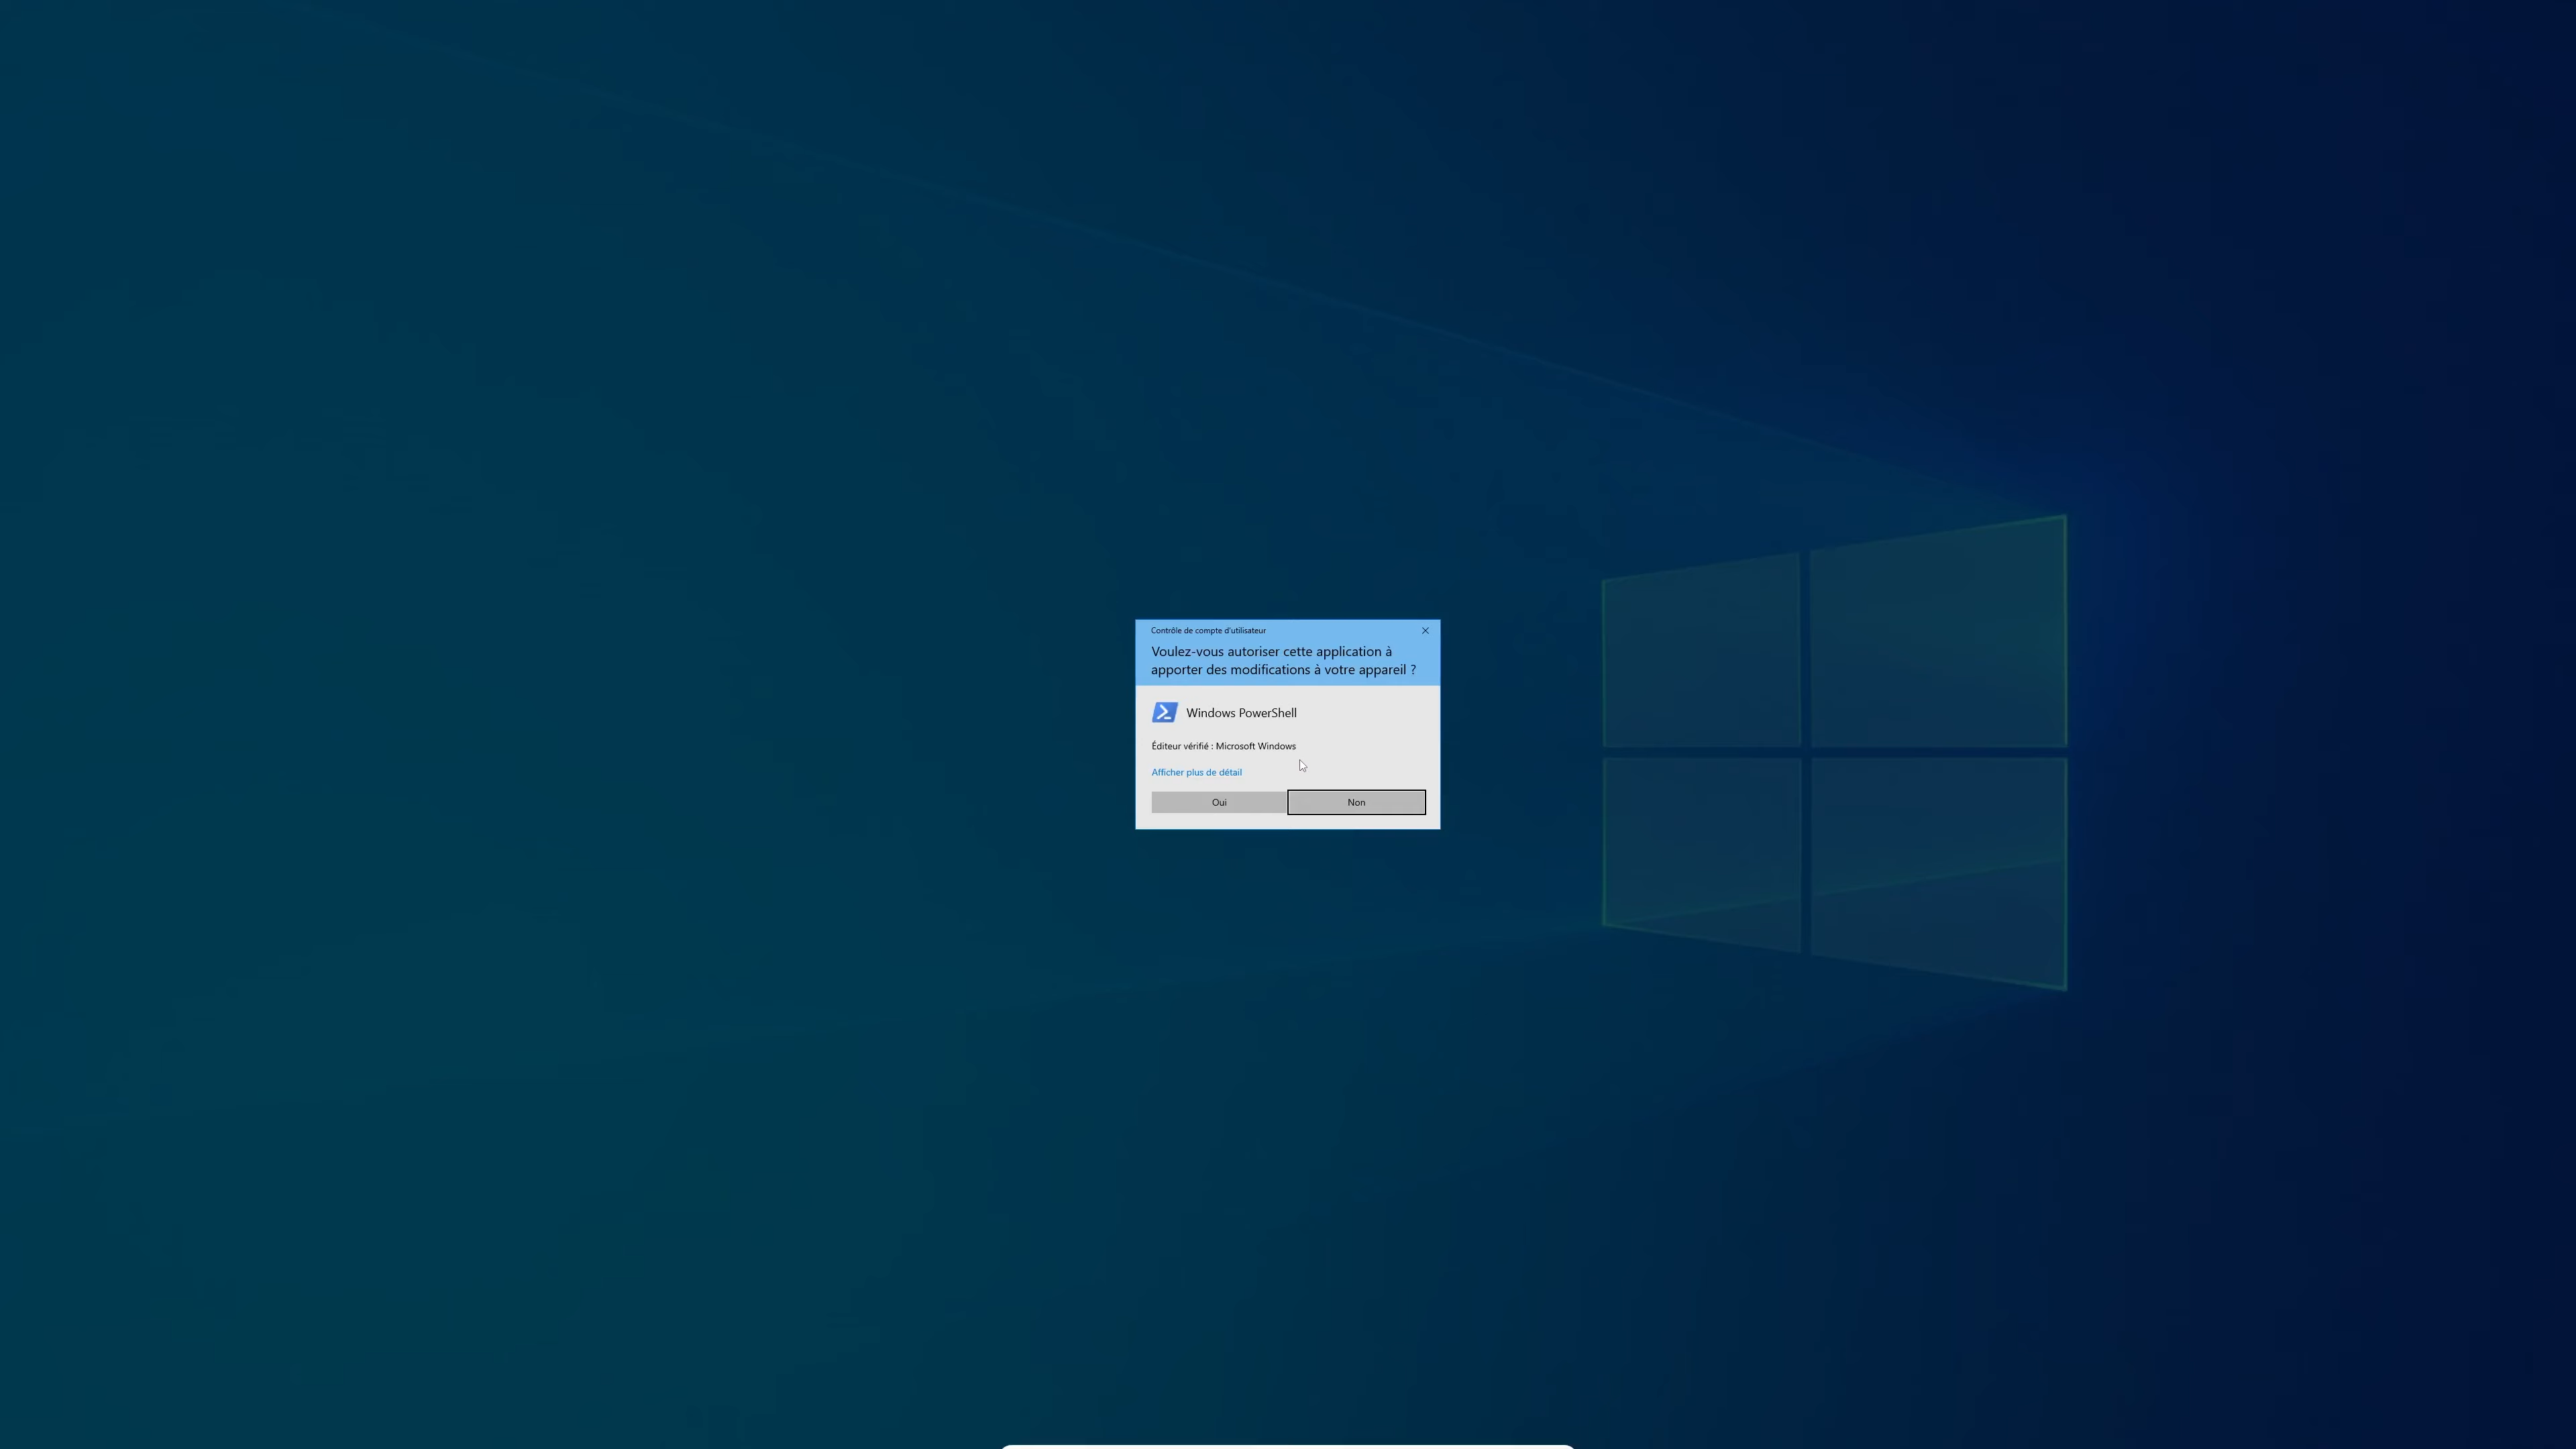 Contrôle de compte d'utilisateur
Voulez-vous autoriser cette application à
apporter des modifications à votre appareil ?
Windows PowerShell
Éditeur vérifié : Microsoft Windows
Afficher plus de détail
Oui
Non